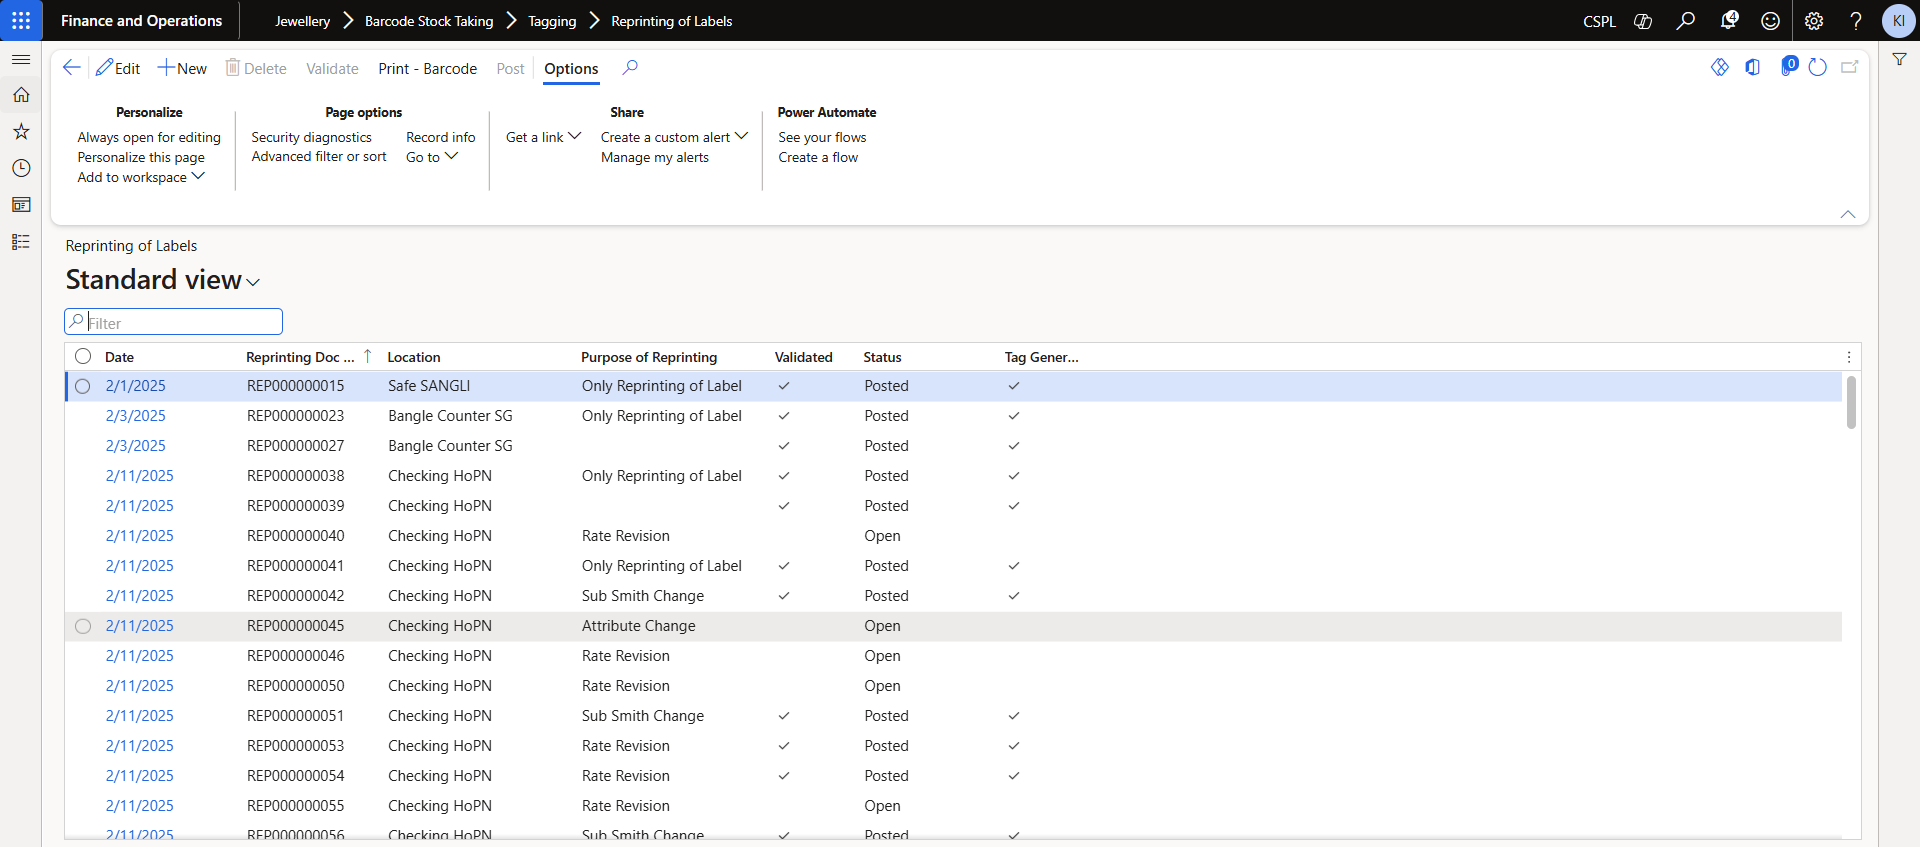 Finance and Operations Jewellery Barcode Stock Taking Tagging Reprinting of Labels CSPL 4 KI
Edit New Delete Validate Print - Barcode Post Options 0
Personalize Page options Share Power Automate
Always open for editing Security diagnostics Record info Get a link Create a custom alert See your flows
Personalize this page Advanced filter or sort Go to Manage my alerts Create a flow
Add to workspace
Reprinting of Labels
Standard view
Filter
Date Reprinting Doc ... Location Purpose of Reprinting Validated Status Tag Gener...
2/1/2025 REP000000015 Safe SANGLI Only Reprinting of Label Posted
2/3/2025 REP000000023 Bangle Counter SG Only Reprinting of Label Posted
2/3/2025 REP000000027 Bangle Counter SG Posted
2/11/2025 REP000000038 Checking HoPN Only Reprinting of Label Posted
2/11/2025 REP000000039 Checking HoPN Posted
2/11/2025 REP000000040 Checking HoPN Rate Revision Open
2/11/2025 REP000000041 Checking HoPN Only Reprinting of Label Posted
2/11/2025 REP000000042 Checking HoPN Sub Smith Change Posted
2/11/2025 REP000000045 Checking HoPN Attribute Change Open
2/11/2025 REP000000046 Checking HoPN Rate Revision Open
2/11/2025 REP000000050 Checking HoPN Rate Revision Open
2/11/2025 REP000000051 Checking HoPN Sub Smith Change Posted
2/11/2025 REP000000053 Checking HoPN Rate Revision Posted
2/11/2025 REP000000054 Checking HoPN Rate Revision Posted
2/11/2025 REP000000055 Checking HoPN Rate Revision Open
2/11/2025 REP000000056 Checking HoPN Sub Smith Change Posted